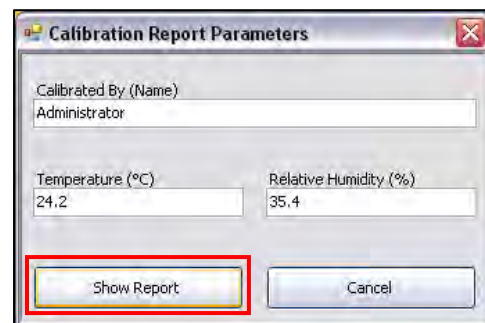 Calibration Report Parameters
Calibrated By (Name)
Administrator
Temperature (°C) Relative Humidity (%)
24.2 35.4
Show Report Cancel